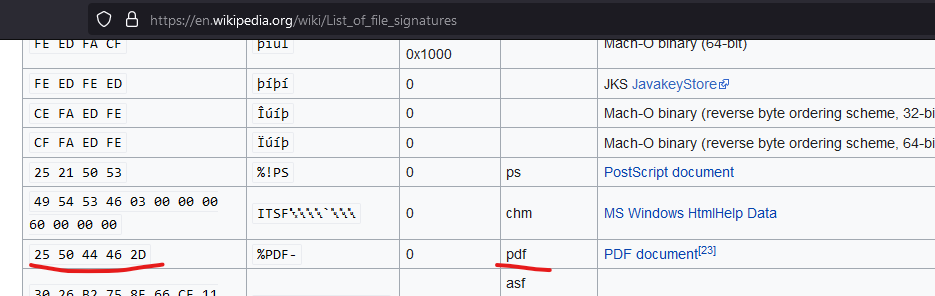 https://en.wikipedia.org/wiki/List_of_file_signatures
FE ED FA CF þíúÏ Mach-O binary (64-bit)
0x1000
FE ED FE ED þíþí 0 JKS JavakeyStore
CE FA ED FE Îúíþ 0 Mach-O binary (reverse byte ordering scheme, 32-bi
CF FA ED FE Ïúíþ 0 Mach-O binary (reverse byte ordering scheme, 64-bi
25 21 50 53 %!PS 0 ps PostScript document
49 54 53 46 03 00 00 00
60 00 00 00 ITSF␃␀␀␀`␀␀␀ 0 chm MS Windows HtmlHelp Data
25 50 44 46 2D %PDF- 0 pdf PDF document[23]
asf
30 26 B2 75 8E 66 CF 11